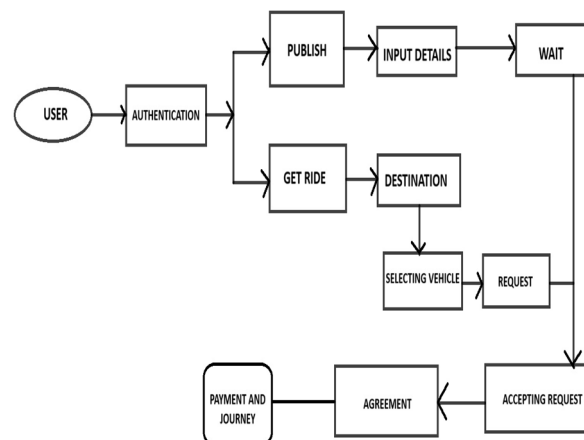 PUBLISH
INPUT DETAILS
WAIT
USER
AUTHENTICATION
GET RIDE
DESTINATION
SELECTING VEHICLE
REQUEST
PAYMENT AND
JOURNEY
AGREEMENT
ACCEPTING REQUEST